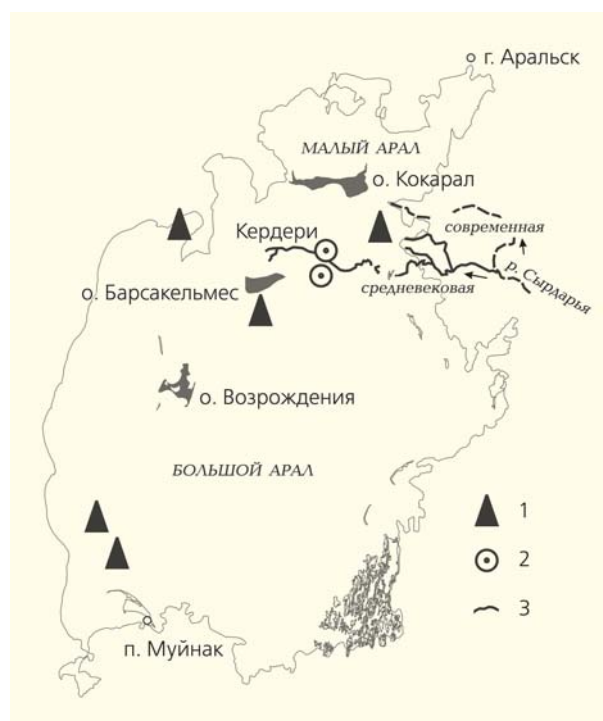 г. Аральск
МАЛЫЙ АРАЛ
о. Кокарал
современная
Кердери
р. Сырдарья
о. Барсакельмес
средневековая
о. Возрождения
БОЛЬШОЙ АРАЛ
1
2
3
п. Муйнак